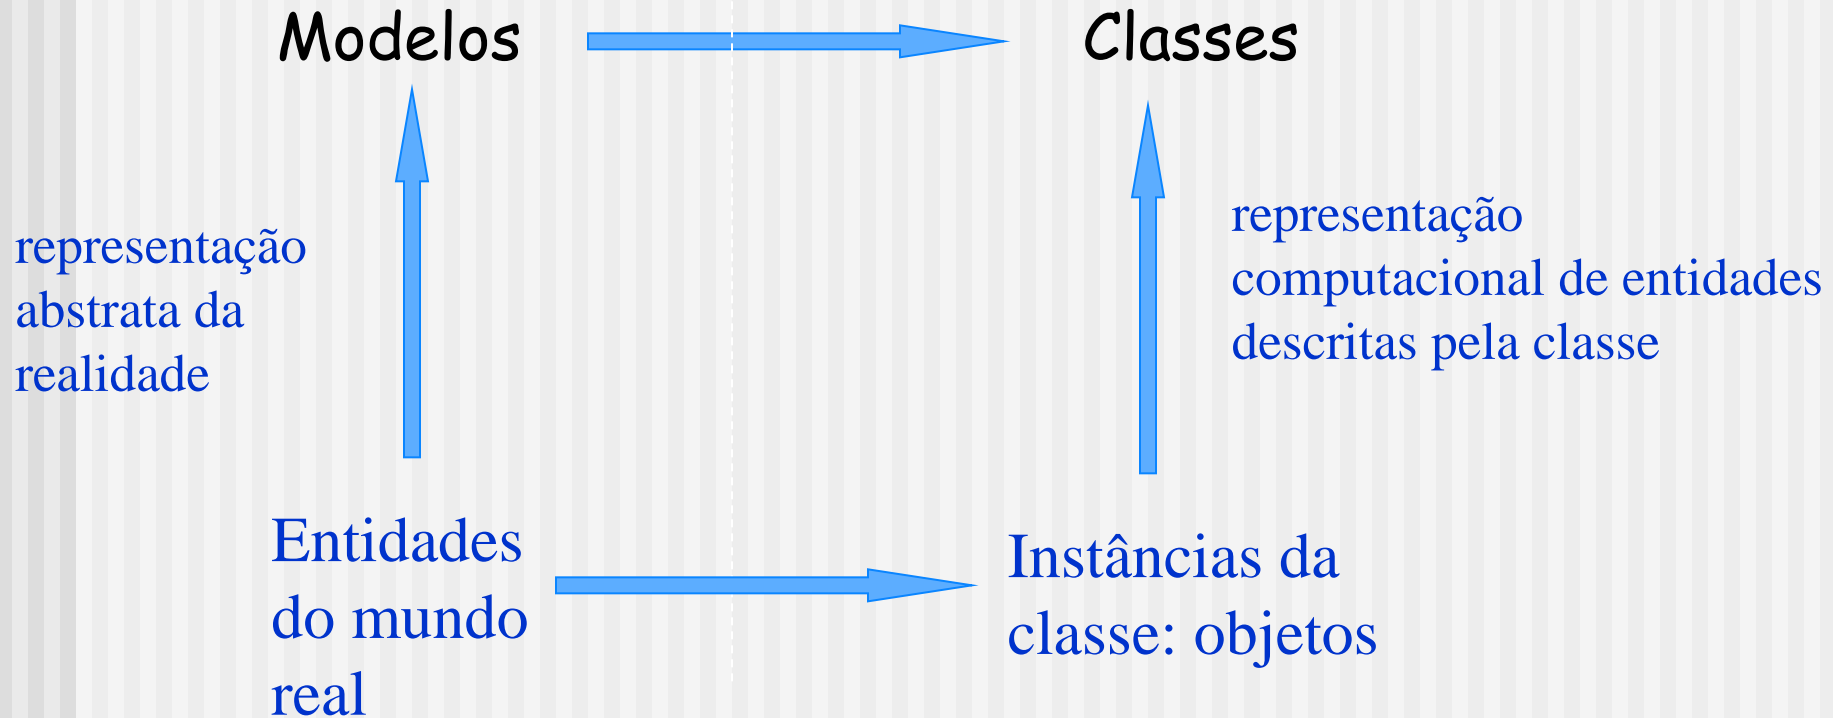 Modelos
Classes
representação
abstrata da
realidade
representação
computacional de entidades
descritas pela classe
Entidades
do mundo
real
Instâncias da
classe: objetos